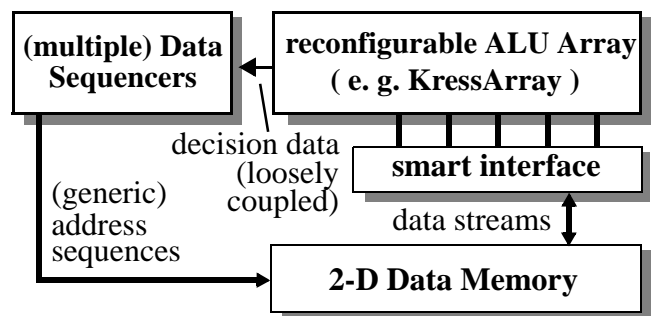 (multiple) Data
Sequencers
reconfigurable ALU Array
( e. g. KressArray )
decision data
(loosely
coupled)
smart interface
(generic)
address
sequences
data streams
2-D Data Memory